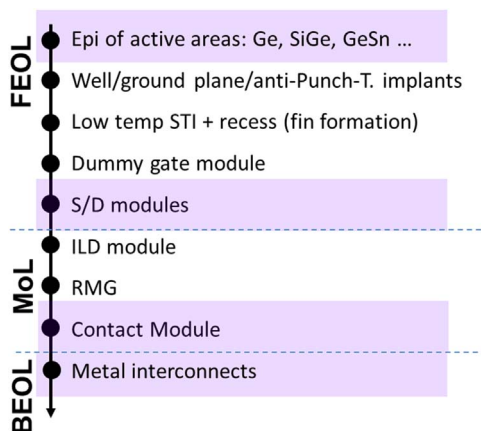 FEOL
Epi of active areas: Ge, SiGe, GeSn ...
Well/ground plane/anti-Punch-T. implants
Low temp STI + recess (fin formation)
Dummy gate module
S/D modules
MoL
ILD module
RMG
Contact Module
BEOL
Metal interconnects